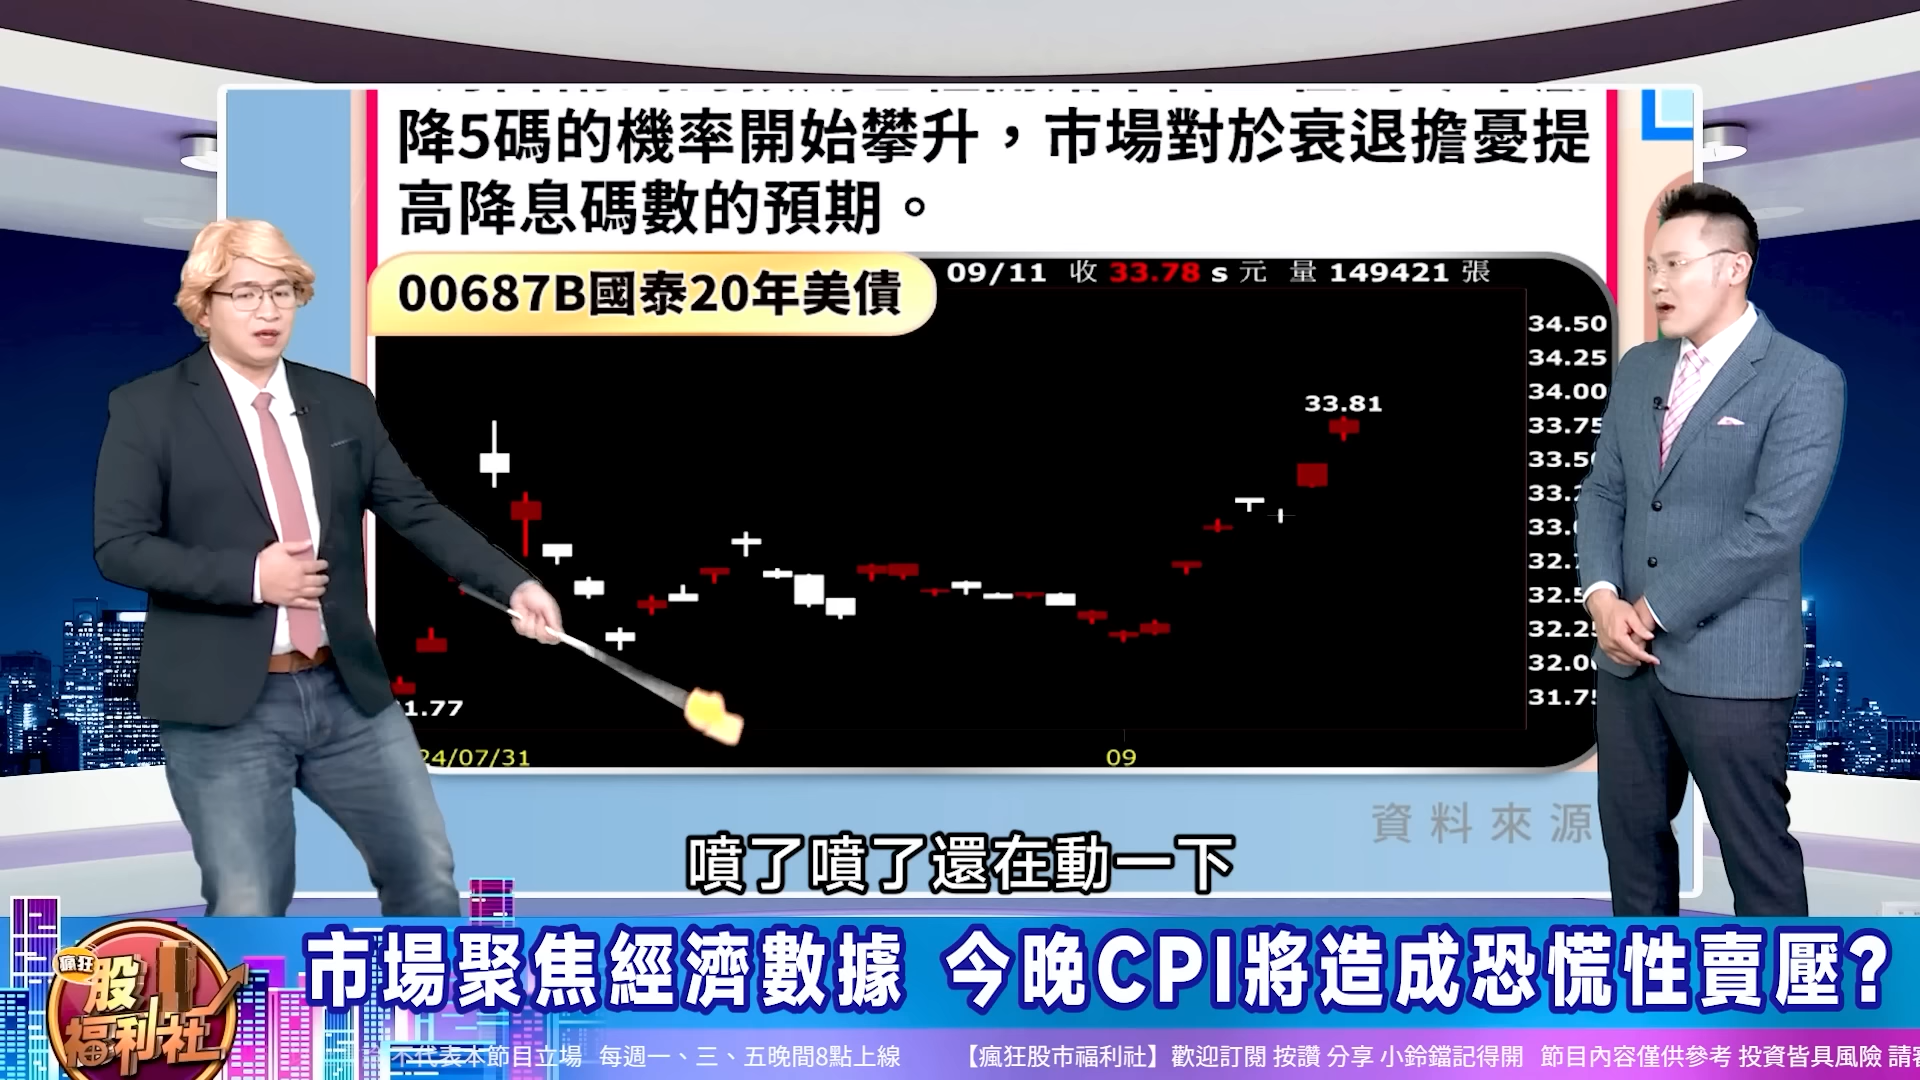 降5碼的機率開始攀升，市場對於衰退擔憂提
高降息碼數的預期。
00687B國泰20年美債
09/11 收 33.78 s 元 量 149421 張
34.50
34.25
34.00
33.75
33.81
1.77
24/07/31
09
資料來源
噴了噴了還在動一下
市場聚焦經濟數據 今晚CPI將造成恐慌性賣壓?
瘋狂
股
福利社
不代表本節目立場 每週一、三、五晚間8點上線 【瘋狂股市福利社】歡迎訂閱 按讚 分享 小鈴鐺記得開 節目內容僅供參考 投資皆具風險 請